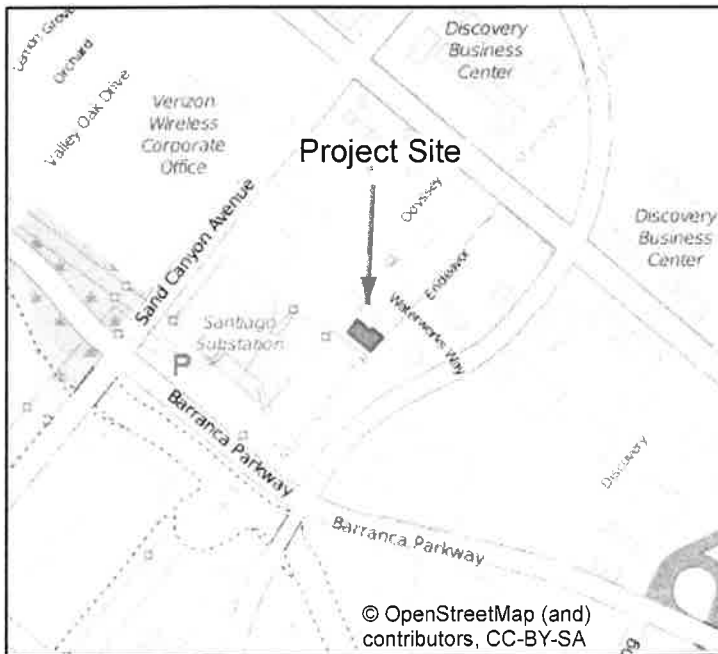 Orchard
Valley Oak Drive
Verizon
Wireless
Corporate
Office
Discovery
Business
Center
Project Site
Sand Canyon Avenue
Odyssey
Endeavor
Discovery
Business
Center
Waterworks Way
Santiago
Substation
P
Barranca Parkway
Discovery
Barranca Parkway
© OpenStreetMap (and)
contributors, CC-BY-SA